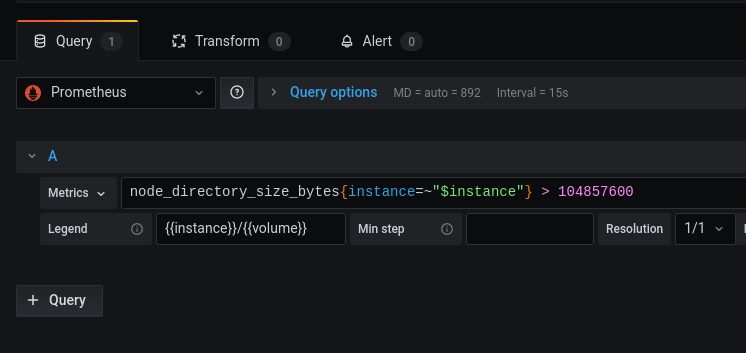 Query 1 Transform 0 Alert 0
Prometheus Query options MD = auto = 892 Interval = 15s
A
Metrics node_directory_size_bytes{instance=~"$instance"} > 104857600
Legend {{instance}}/{{volume}} Min step Resolution 1/1
+ Query